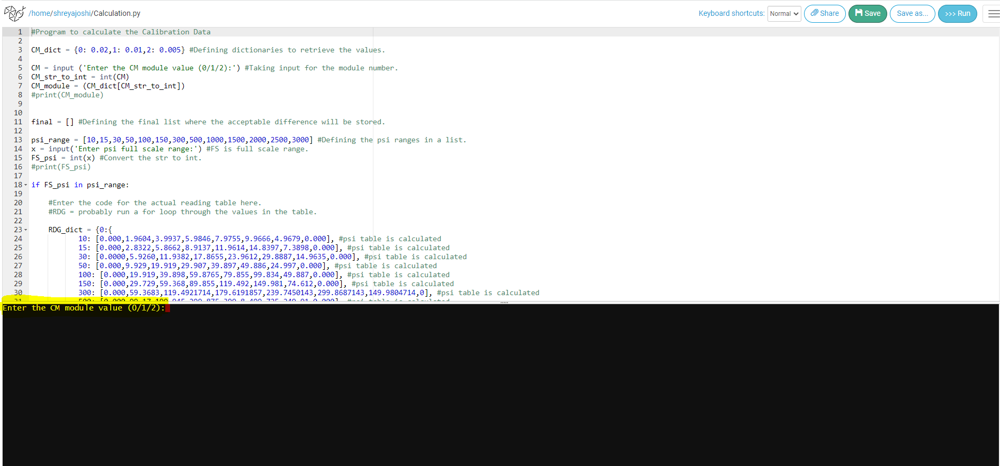 /home/shreyajoshi/Calculation.py Keyboard shortcuts: Normal Share Save Save as... >>> Run
1 #Program to calculate the Calibration Data
2
3 CM_dict = {0: 0.02,1: 0.01,2: 0.005} #Defining dictionaries to retrieve the values.
4
5 CM = input ('Enter the CM module value (0/1/2):') #Taking input for the module number.
6 CM_str_to_int = int(CM)
7 CM_module = (CM_dict[CM_str_to_int])
8 #print(CM_module)
9
10
11 final = [] #Defining the final list where the acceptable difference will be stored.
12
13 psi_range = [10,15,30,50,100,150,300,500,1000,1500,2000,2500,3000] #Defining the psi ranges in a list.
14 x = input('Enter psi full scale range:') #FS is full scale range.
15 FS_psi = int(x) #Convert the str to int.
16 #print(FS_psi)
17
18 if FS_psi in psi_range:
19
20 #Enter the code for the actual reading table here.
21 #RDG = probably run a for loop through the values in the table.
22
23 RDG_dict = {0:{
24 10: [0.000,1.9604,3.9937,5.9846,7.9755,9.9666,4.9679,0.000], #psi table is calculated
25 15: [0.000,2.8322,5.8662,8.9137,11.9614,14.8397,7.3898,0.000], #psi table is calculated
26 30: [0.0000,5.9260,11.9382,17.8655,23.9612,29.8887,14.9635,0.000], #psi table is calculated
27 50: [0.000,9.929,19.919,29.907,39.897,49.886,24.997,0.000], #psi table is calculated
28 100: [0.000,19.919,39.898,59.8765,79.855,99.834,49.887,0.000], #psi table is calculated
29 150: [0.000,29.729,59.368,89.855,119.492,149.981,74.612,0.000], #psi table is calculated
30 300: [0.000,59.3683,119.4921714,179.6191857,239.7450143,299.8687143,149.9804714,0], #psi table is calculated
31
Enter the CM module value (0/1/2):